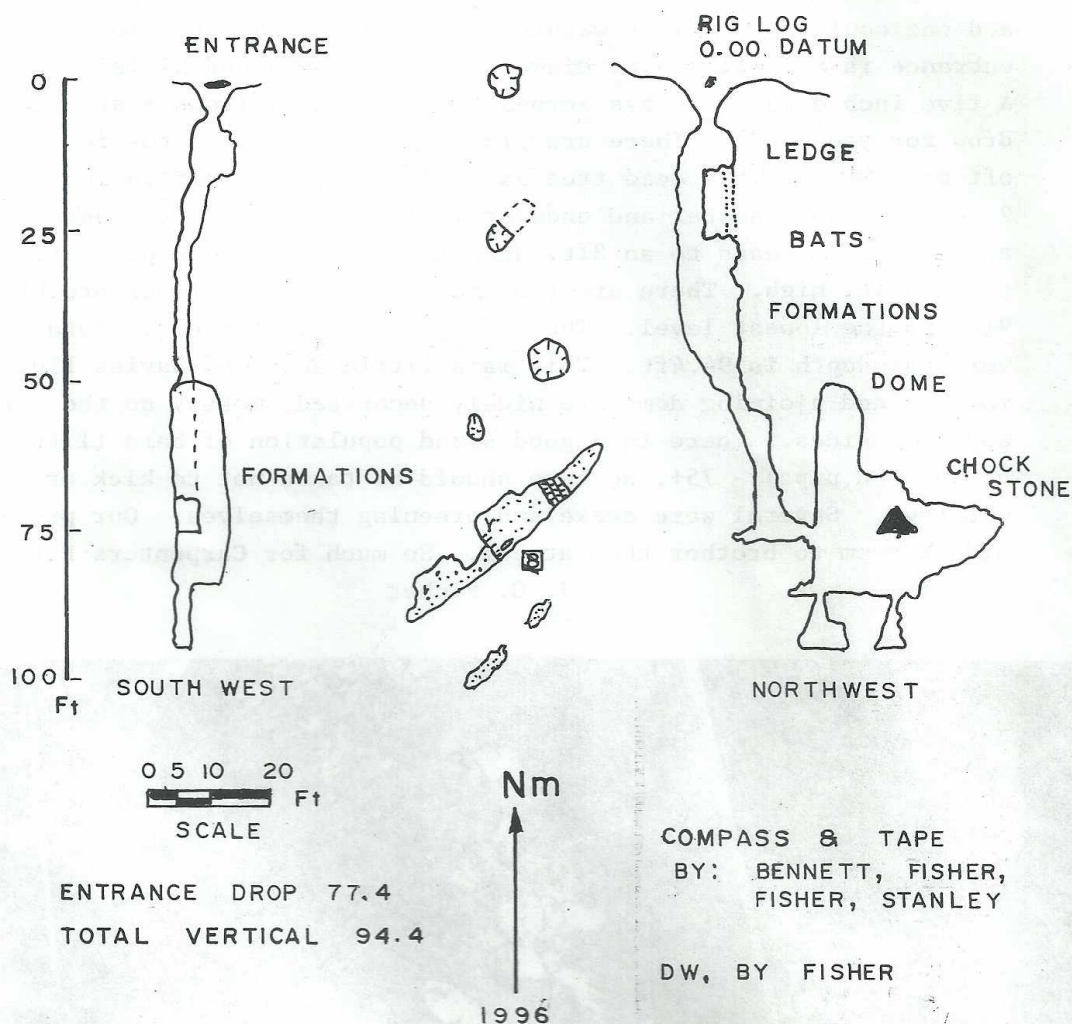 ENTRANCE
RIG LOG
0.00. DATUM
0
LEDGE
25
BATS
FORMATIONS
50
DOME
FORMATIONS
CHOCK
STONE
75
8
100
Ft
SOUTH WEST
NORTHWEST
0 5 10 20
Ft
SCALE
Nm
COMPASS & TAPE
BY: BENNETT, FISHER,
FISHER, STANLEY
ENTRANCE DROP 77.4
TOTAL VERTICAL 94.4
DW, BY FISHER
1996